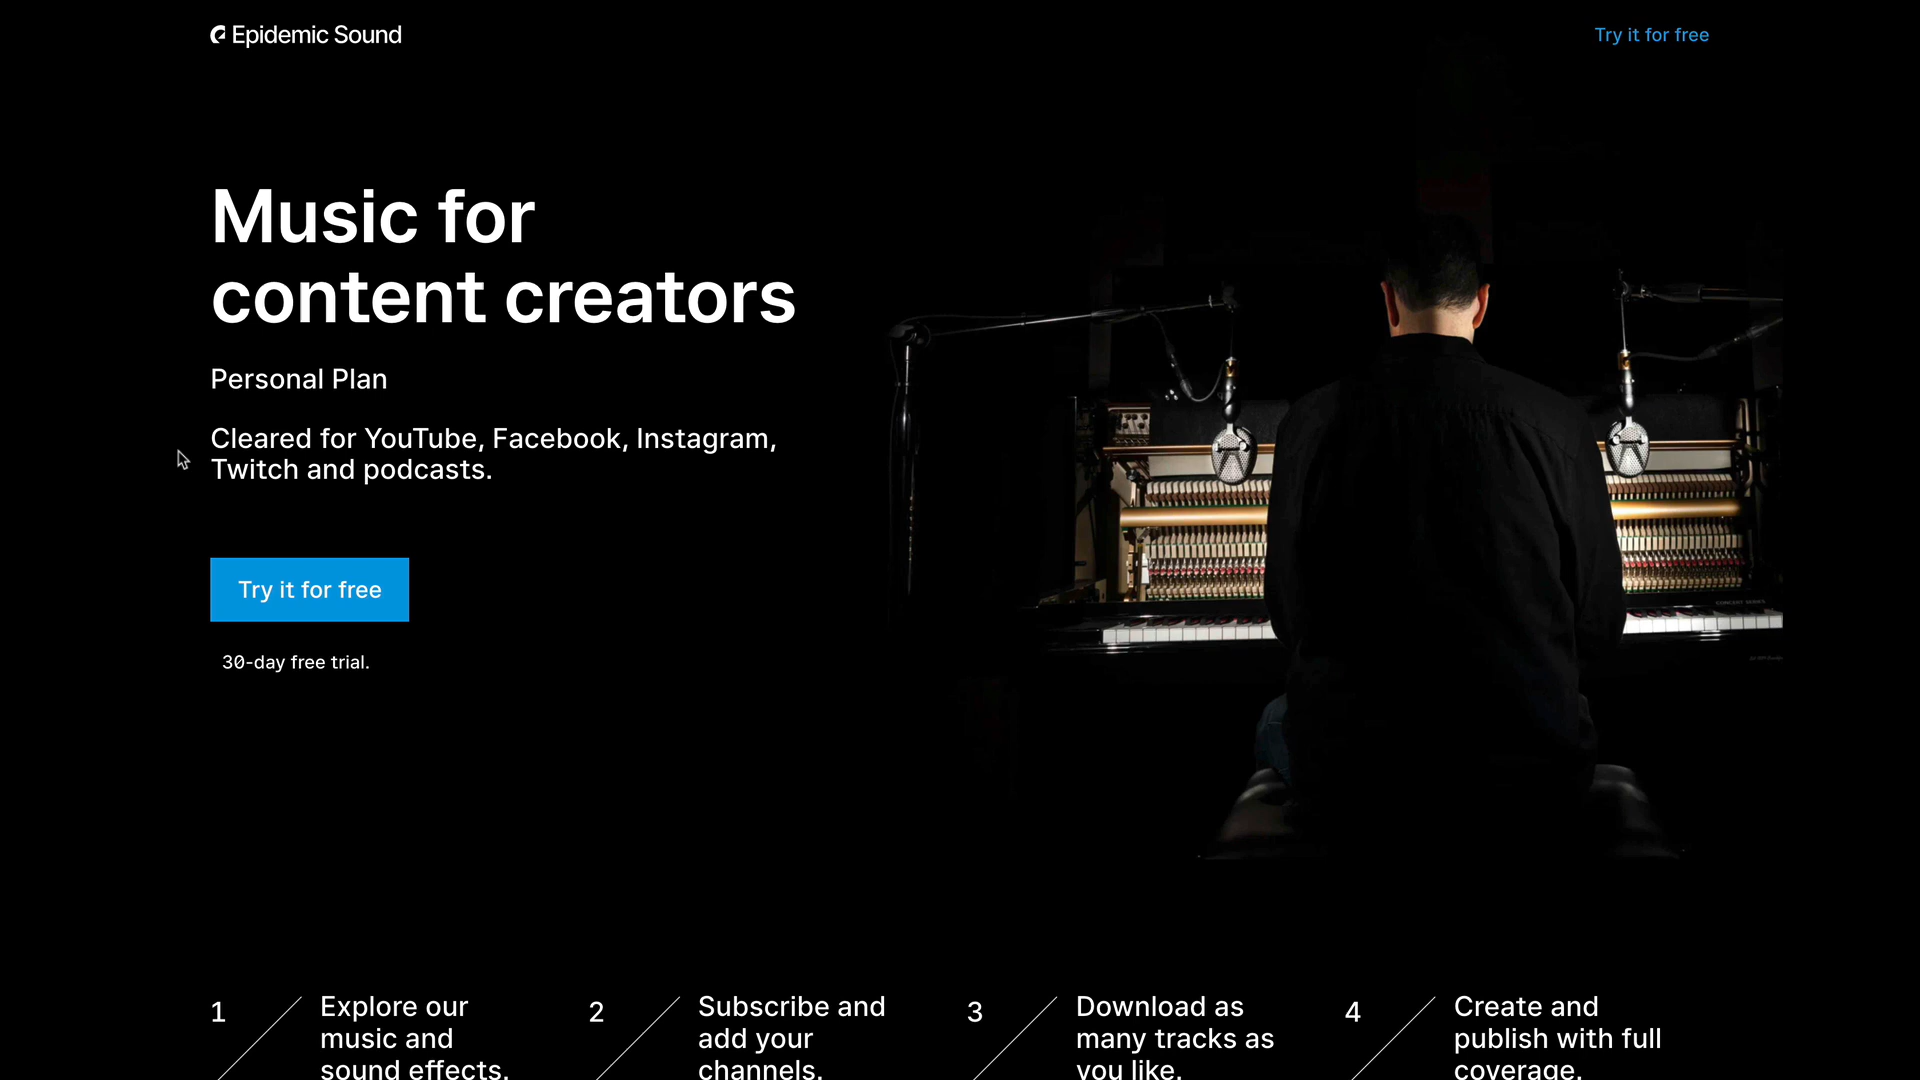 Epidemic Sound
Try it for free
Music for
content creators
Personal Plan
Cleared for YouTube, Facebook, Instagram,
Twitch and podcasts.
Try it for free
30-day free trial.
1
Explore our
music and
sound effects.
2
Subscribe and
add your
channels.
3
Download as
many tracks as
you like.
4
Create and
publish with full
coverage.